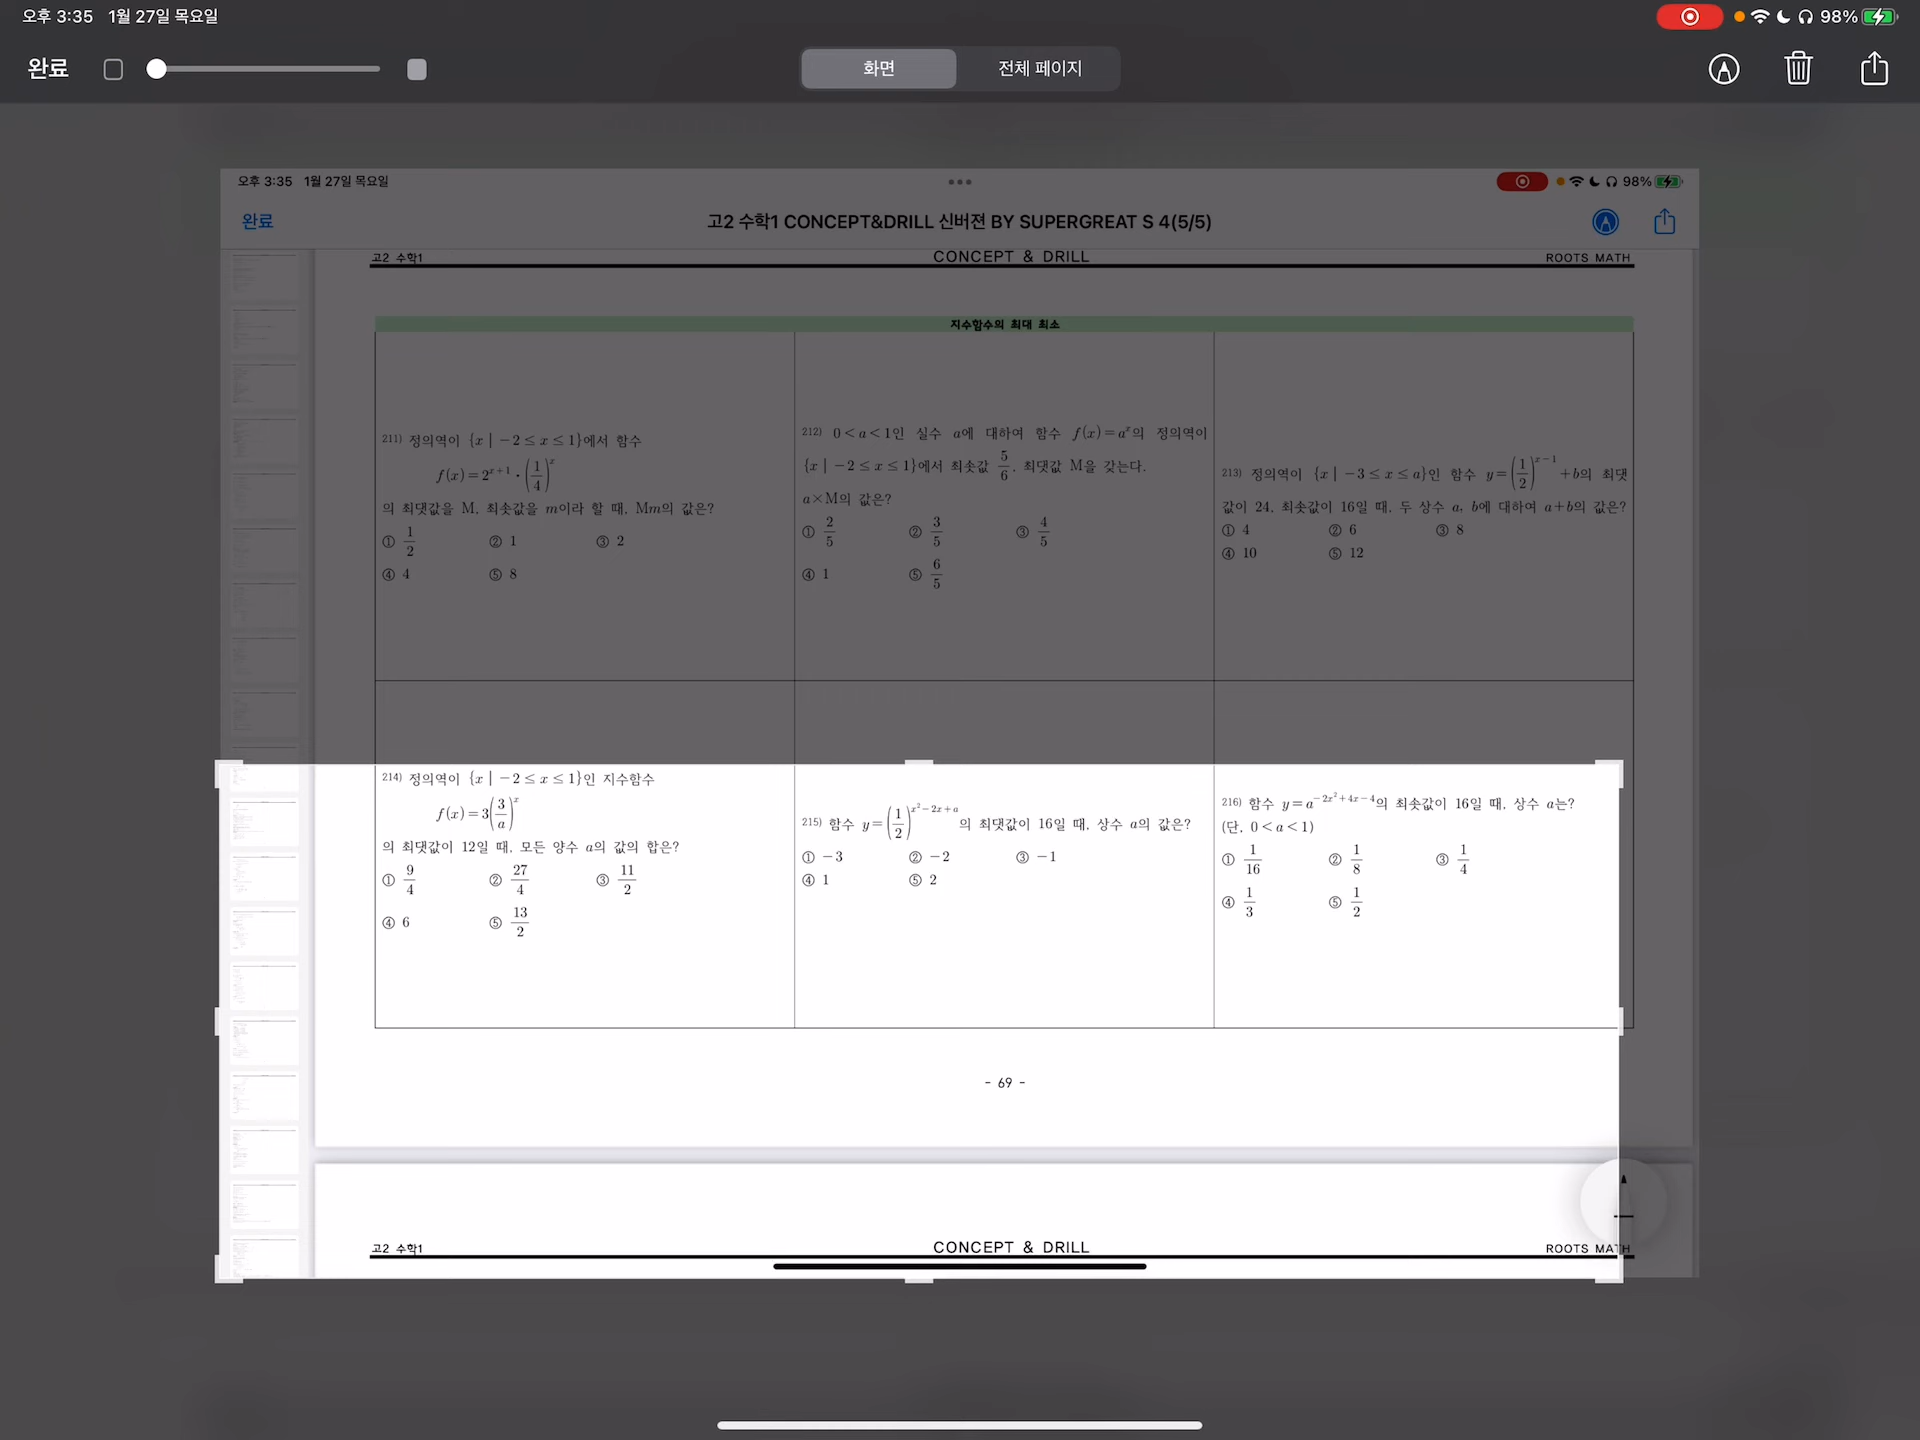 오후 3:35 1월 27일 목요일
98%
완료
화면
전체 페이지
오후 3:35 1월 27일 목요일
98%
완료
고2 수학1 CONCEPT&DRILL 신버젼 BY SUPERGREAT S 4(5/5)
고2 수학1 CONCEPT & DRILL ROOTS MATH
지수함수의 최대 최소
211) 정의역이 {x | −2 ≤ x ≤ 1}에서 함수
f(x) = 2^{x+1} · (1/4)^x
의 최댓값을 M, 최솟값을 m이라 할 때, Mm의 값은?
① 1/2 ② 1 ③ 2
④ 4 ⑤ 8
212) 0 < a < 1인 실수 a에 대하여 함수 f(x) = a^x의 정의역이
{x | −2 ≤ x ≤ 1}에서 최솟값 5/6, 최댓값 M을 갖는다.
a×M의 값은?
① 2/5 ② 3/5 ③ 4/5
④ 1 ⑤ 6/5
213) 정의역이 {x | −3 ≤ x ≤ a}인 함수 y = (1/2)^{x−1} + b의 최댓
값이 24, 최솟값이 16일 때, 두 상수 a, b에 대하여 a+b의 값은?
① 4 ② 6 ③ 8
④ 10 ⑤ 12
214) 정의역이 {x | −2 ≤ x ≤ 1}인 지수함수
f(x) = 3(3/a)^x
의 최댓값이 12일 때, 모든 양수 a의 값의 합은?
① 9/4 ② 27/4 ③ 11/2
④ 6 ⑤ 13/2
215) 함수 y = (1/2)^{x²−2x+a}의 최댓값이 16일 때, 상수 a의 값은?
① −3 ② −2 ③ −1
④ 1 ⑤ 2
216) 함수 y = a^{−2x²+4x−4}의 최솟값이 16일 때, 상수 a는?
(단, 0 < a < 1)
① 1/16 ② 1/8 ③ 1/4
④ 1/3 ⑤ 1/2
- 69 -
고2 수학1 CONCEPT & DRILL ROOTS MATH